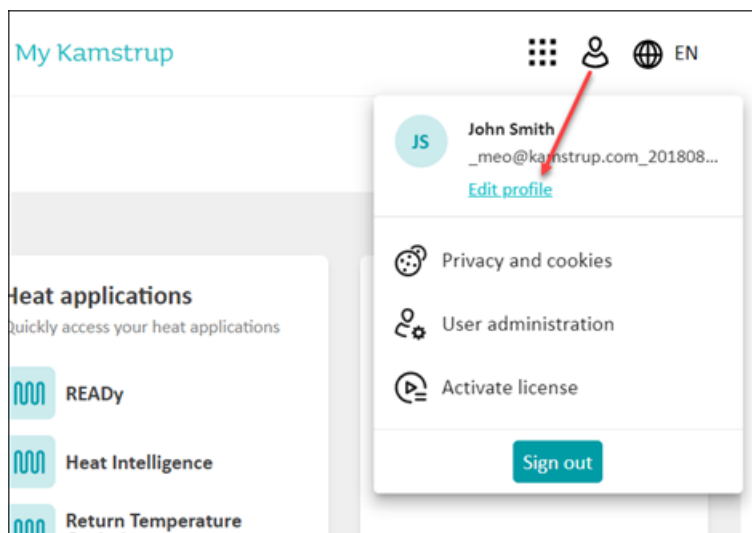 My Kamstrup
EN
JS
John Smith
_meo@kamstrup.com_201808...
Edit profile
Privacy and cookies
User administration
Activate license
Sign out
Heat applications
Quickly access your heat applications
READy
Heat Intelligence
Return Temperature